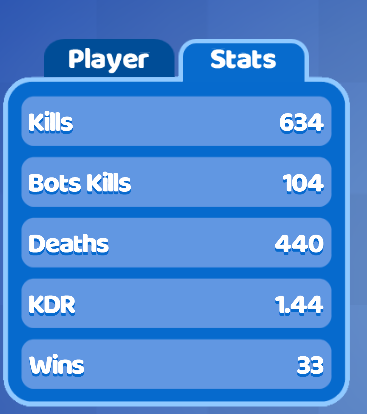 Player Stats
Kills 634
Bots Kills 104
Deaths 440
KDR 1.44
Wins 33